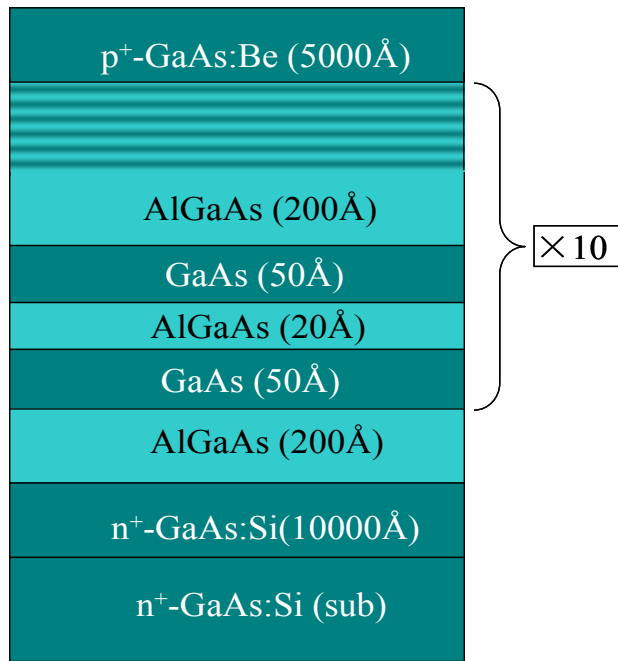 p⁺-GaAs:Be (5000Å)
AlGaAs (200Å)
GaAs (50Å)
×10
AlGaAs (20Å)
GaAs (50Å)
AlGaAs (200Å)
n⁺-GaAs:Si(10000Å)
n⁺-GaAs:Si (sub)